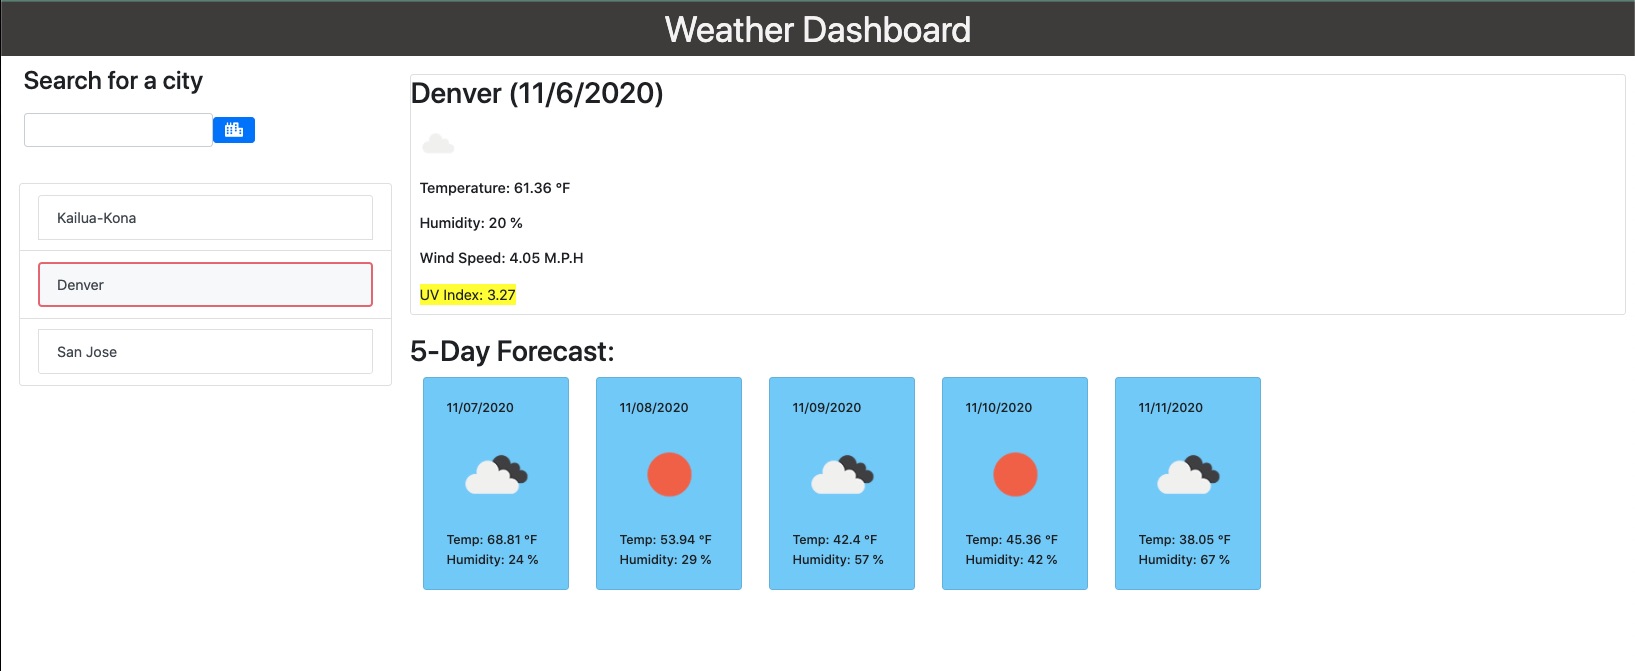 Weather Dashboard
Search for a city
Kailua-Kona
Denver
San Jose
Denver (11/6/2020)
Temperature: 61.36 °F
Humidity: 20 %
Wind Speed: 4.05 M.P.H
UV Index: 3.27
5-Day Forecast:
11/07/2020
Temp: 68.81 °F
Humidity: 24 %
11/08/2020
Temp: 53.94 °F
Humidity: 29 %
11/09/2020
Temp: 42.4 °F
Humidity: 57 %
11/10/2020
Temp: 45.36 °F
Humidity: 42 %
11/11/2020
Temp: 38.05 °F
Humidity: 67 %